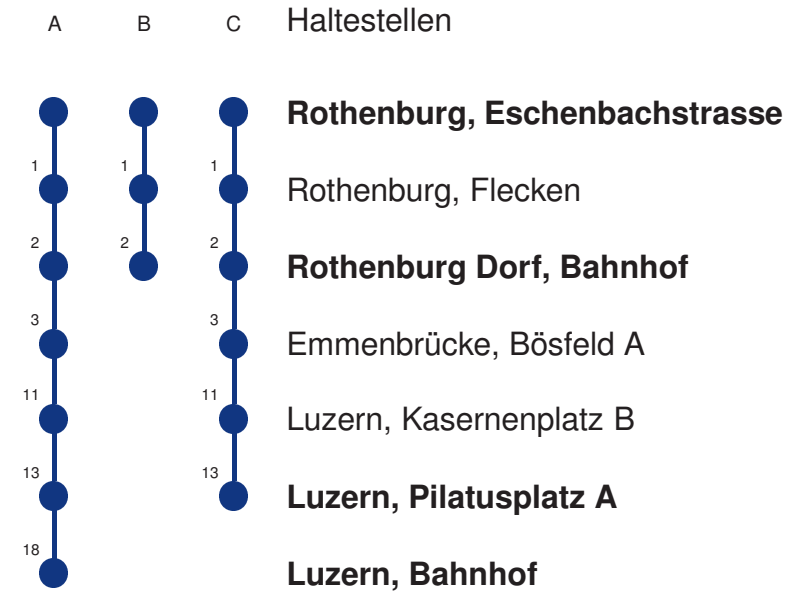 A B C Haltestellen
Rothenburg, Eschenbachstrasse
1 1 1 Rothenburg, Flecken
2 2 2 Rothenburg Dorf, Bahnhof
3 3 Emmenbrücke, Bösfeld A
11 11 Luzern, Kasernenplatz B
13 13 Luzern, Pilatusplatz A
18 Luzern, Bahnhof